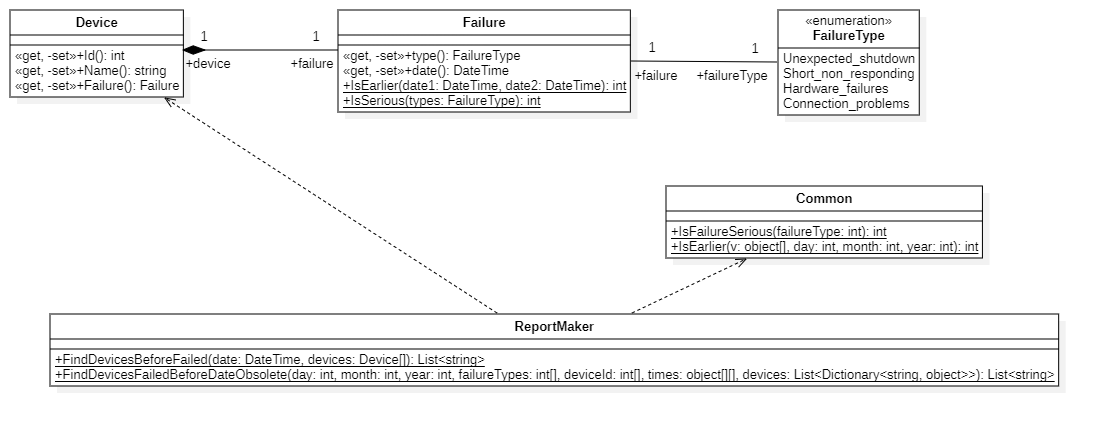 Device
«get, -set»+Id(): int
«get, -set»+Name(): string
«get, -set»+Failure(): Failure
1
+device
1
+failure
Failure
«get, -set»+type(): FailureType
«get, -set»+date(): DateTime
+IsEarlier(date1: DateTime, date2: DateTime): int
+IsSerious(types: FailureType): int
1
+failure
1
+failureType
«enumeration»
FailureType
Unexpected_shutdown
Short_non_responding
Hardware_failures
Connection_problems
Common
+IsFailureSerious(failureType: int): int
+IsEarlier(v: object[], day: int, month: int, year: int): int
ReportMaker
+FindDevicesBeforeFailed(date: DateTime, devices: Device[]): List<string>
+FindDevicesFailedBeforeDateObsolete(day: int, month: int, year: int, failureTypes: int[], deviceId: int[], times: object[][], devices: List<Dictionary<string, object>>): List<string>